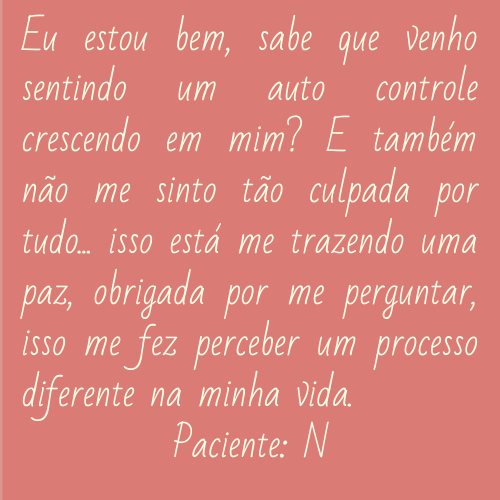 Eu estou bem, sabe que venho
sentindo um auto controle
crescendo em mim? E também
não me sinto tão culpada por
tudo... isso está me trazendo uma
paz, obrigada por me perguntar,
isso me fez perceber um processo
diferente na minha vida.
Paciente: N